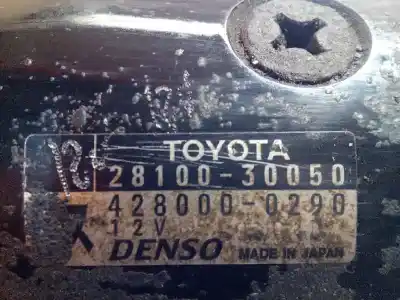 TOYOTA
28100-30050
428000-0290
12V
DENSO MADE IN JAPAN